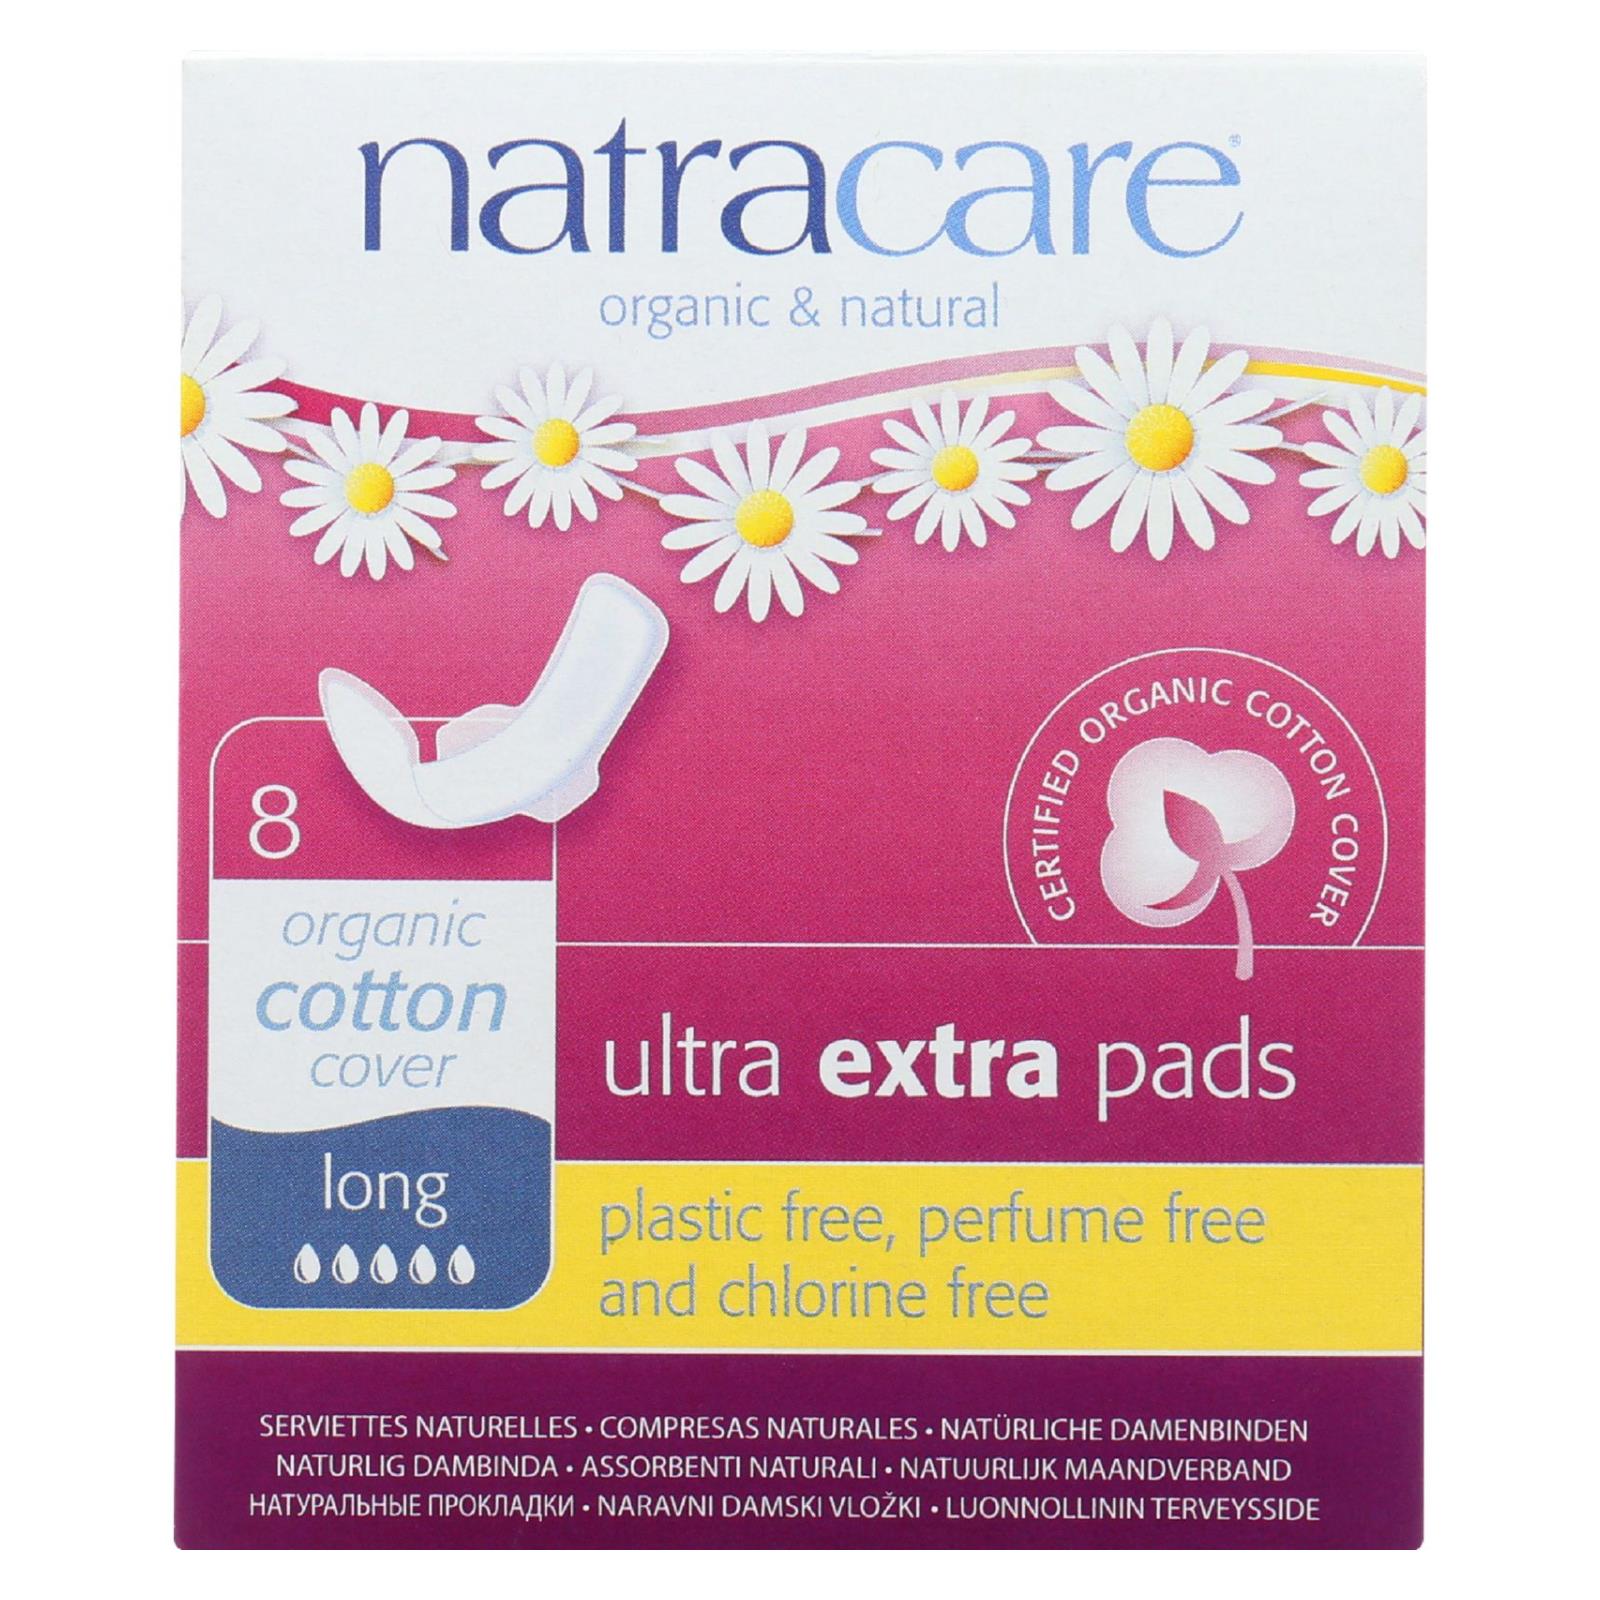 natracare®
organic & natural
CERTIFIED ORGANIC COTTON COVER
8
organic
cotton
cover
long
ultra extra pads
plastic free, perfume free
and chlorine free
SERVIETTES NATURELLES • COMPRESAS NATURALES • NATÜRLICHE DAMENBINDEN
NATURLIG DAMBINDA • ASSORBENTI NATURALI • NATUURLIJK MAANDVERBAND
НАТУРАЛЬНЫЕ ПРОКЛАДКИ • NARAVNI DAMSKI VLOŽKI • LUONNOLLININ TERVEYSSIDE